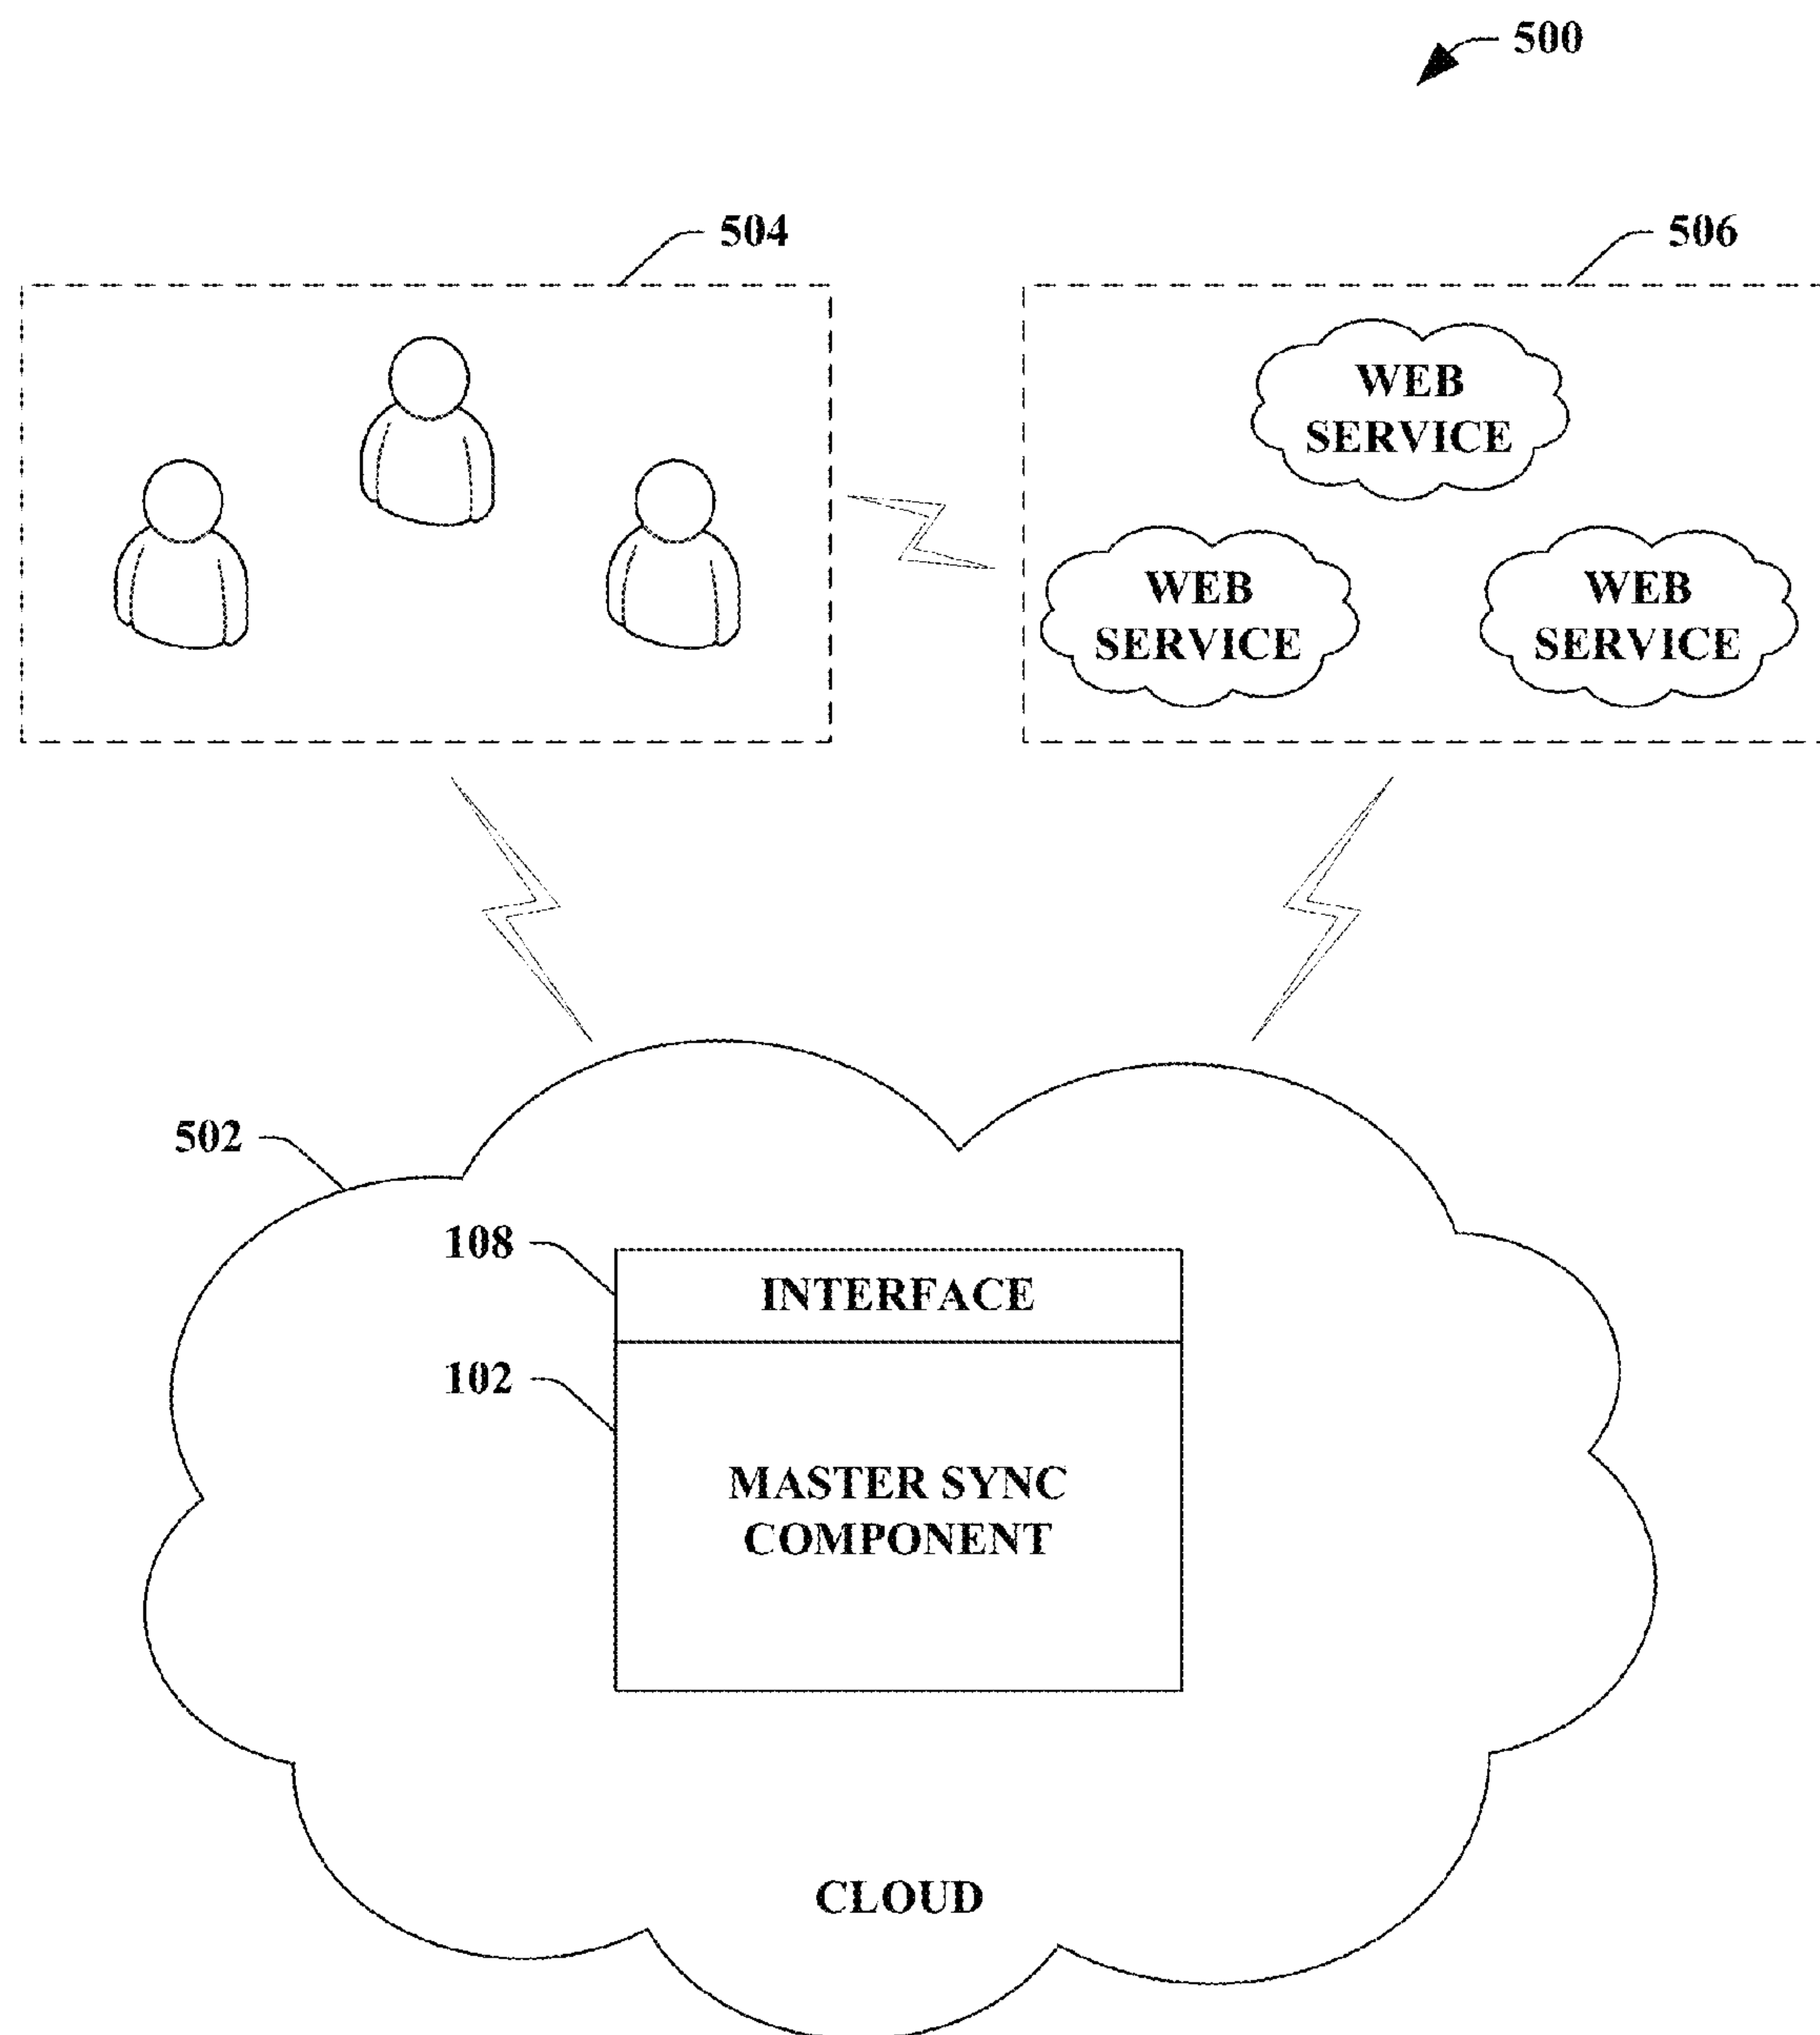 500
504
506
WEB
SERVICE
WEB
SERVICE
WEB
SERVICE
502
108
INTERFACE
102
MASTER SYNC
COMPONENT
CLOUD